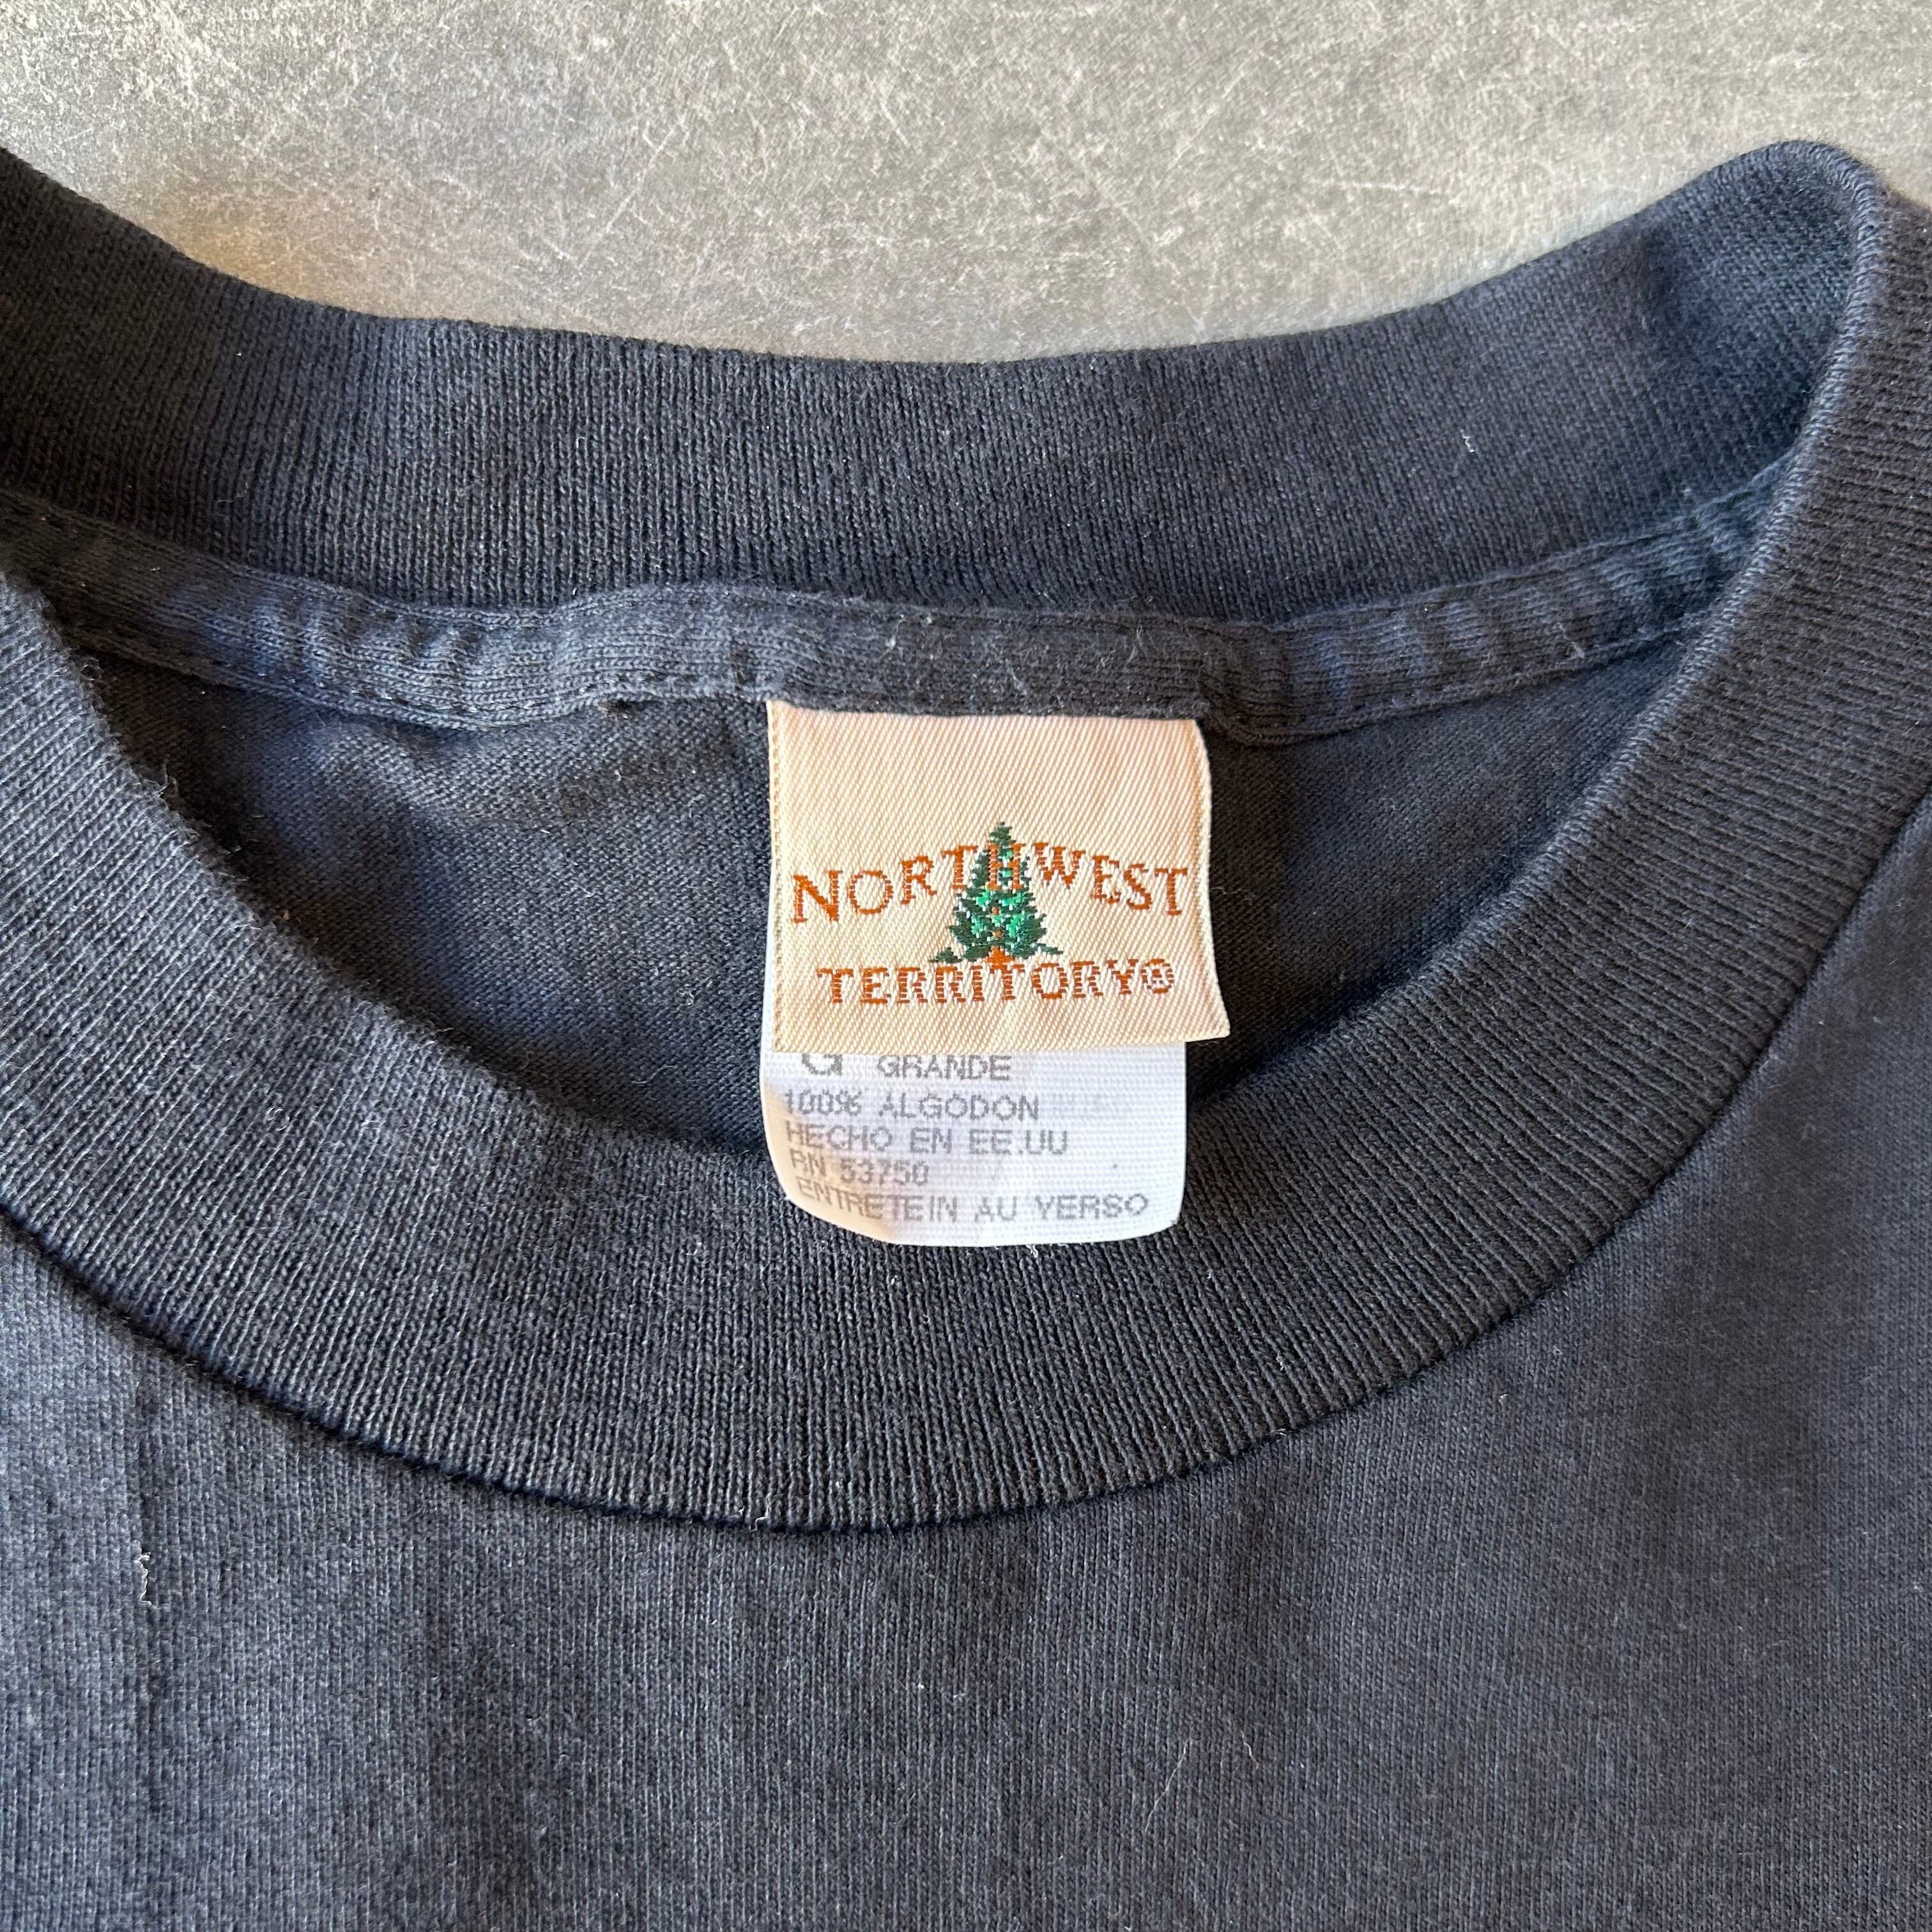 NORTHWEST
TERRITORY®
G GRANDE
100% ALGODON
HECHO EN EE.UU
RN 53750
ENTRETEIN AU VERSO